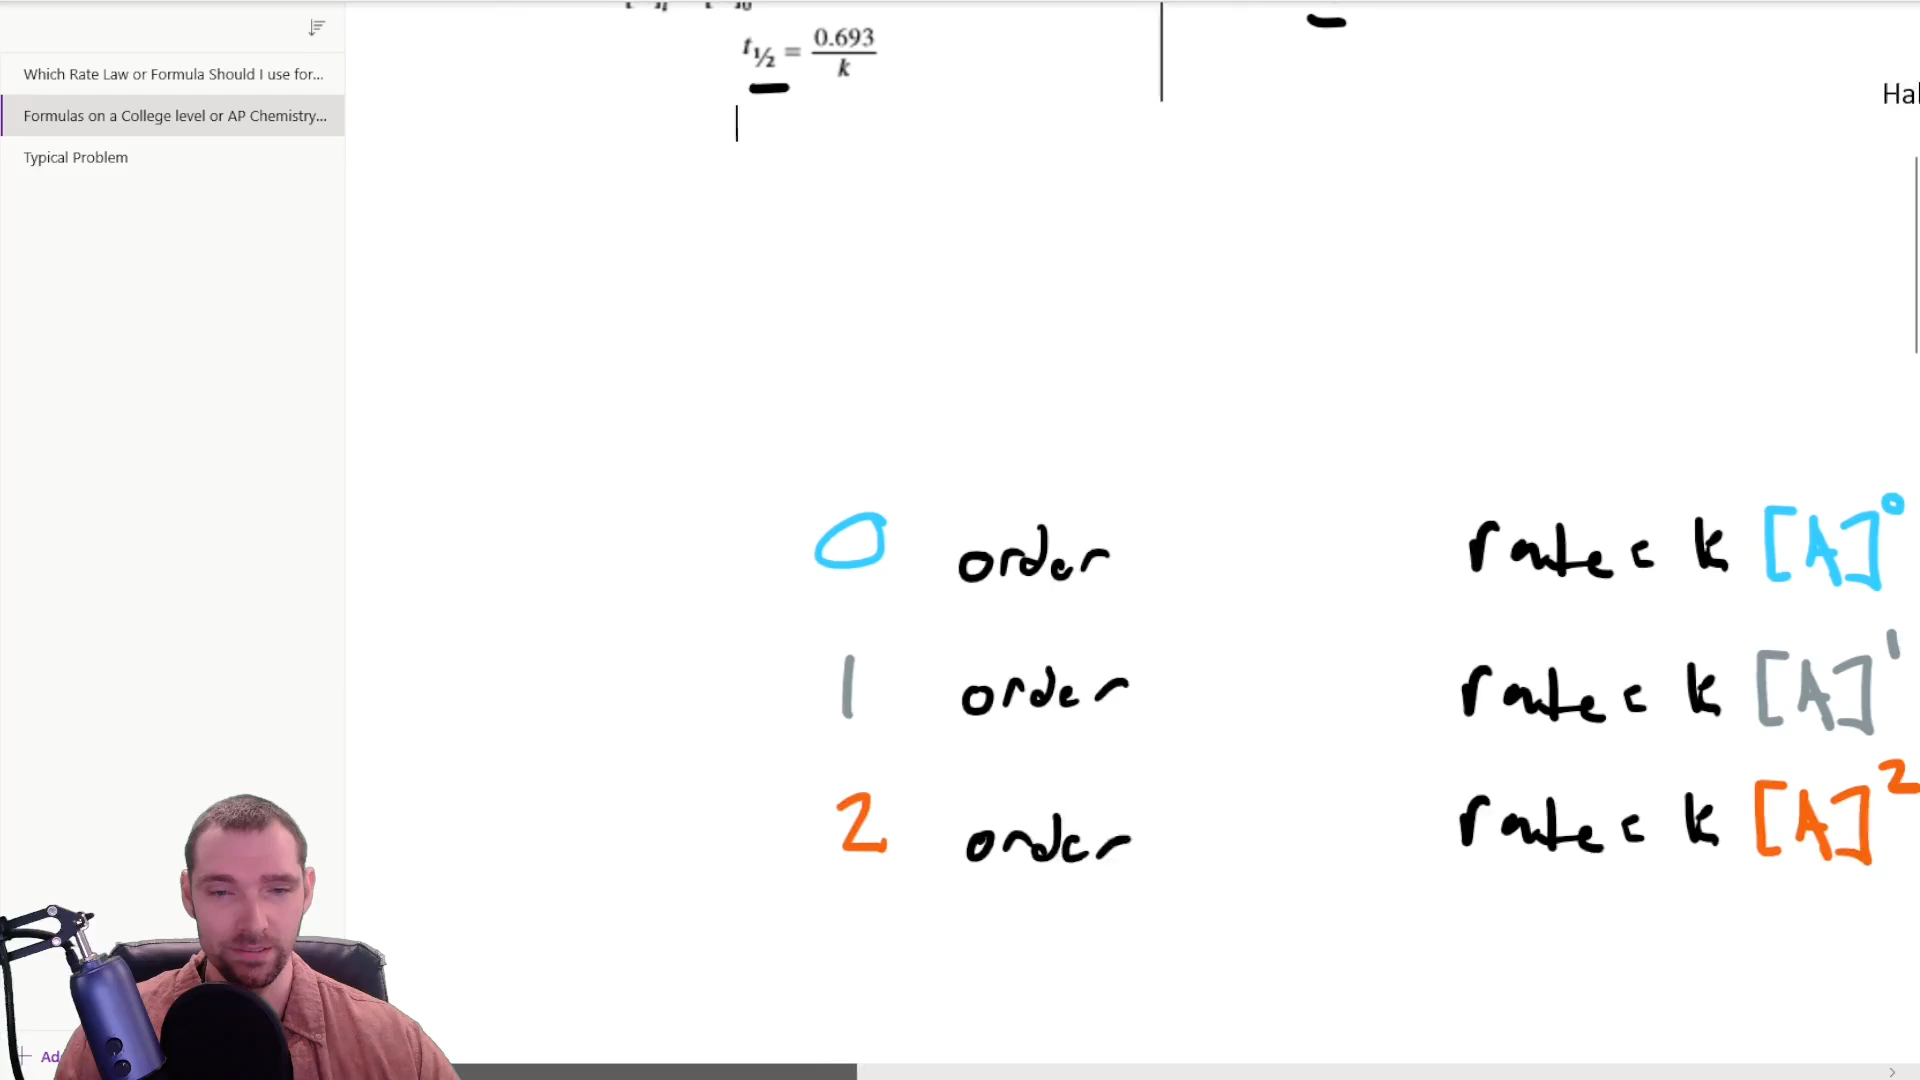 Which Rate Law or Formula Should I use for...
Formulas on a College level or AP Chemistry...
Typical Problem
t½ = 0.693/k
Hal
0 order rate = k [A]⁰
1 order rate = k [A]¹
2 order rate = k [A]²
+ Ad